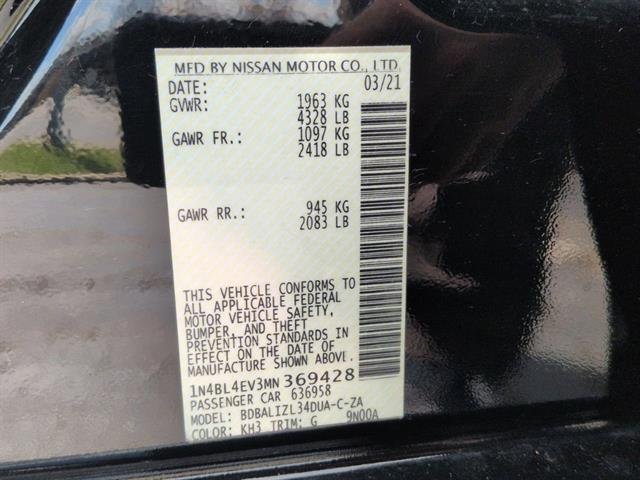 MFD BY NISSAN MOTOR CO., LTD.
DATE: 03/21
GVWR: 1963 KG
4328 LB
GAWR FR.: 1097 KG
2418 LB
GAWR RR.: 945 KG
2083 LB
THIS VEHICLE CONFORMS TO
ALL APPLICABLE FEDERAL
MOTOR VEHICLE SAFETY,
BUMPER, AND THEFT
PREVENTION STANDARDS IN
EFFECT ON THE DATE OF
MANUFACTURE SHOWN ABOVE.
1N4BL4EV3MN369428
PASSENGER CAR 636958
MODEL: BDBALIZL34DUA-C-ZA
COLOR: KH3 TRIM: G 9N00A